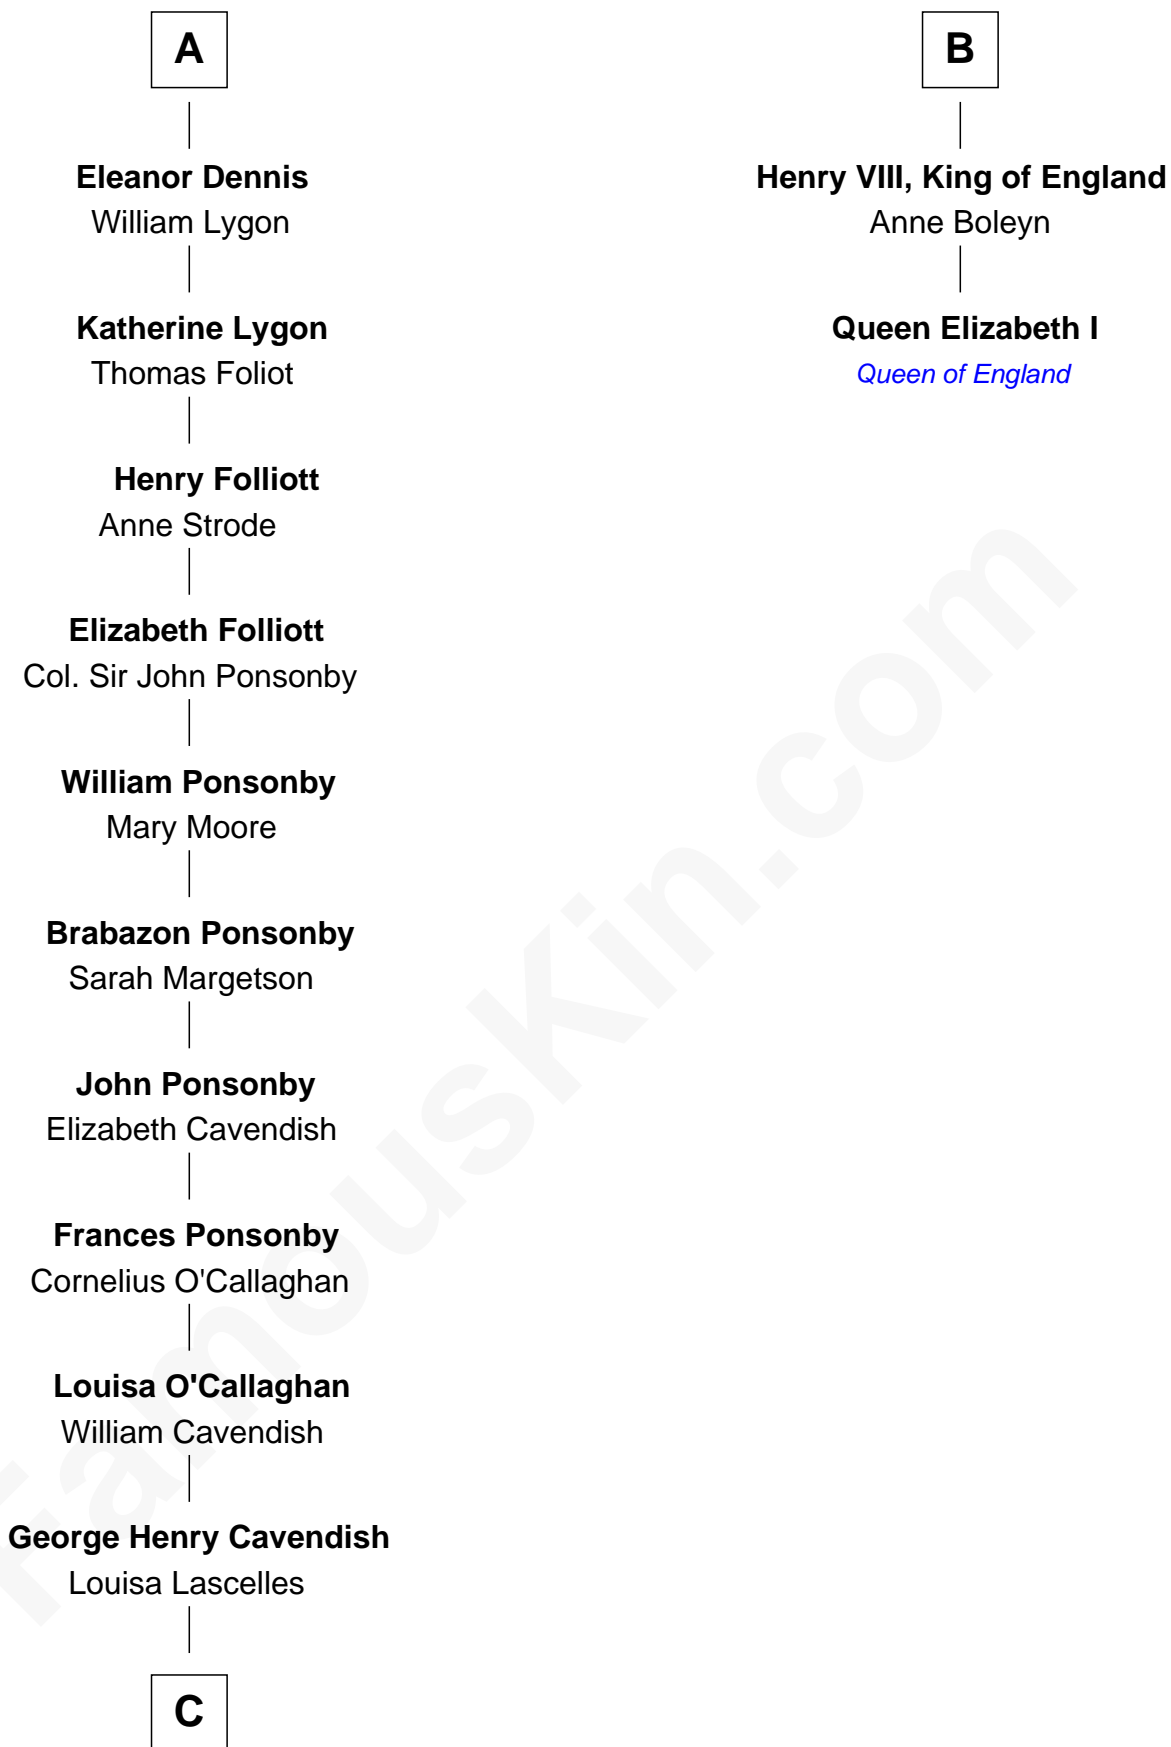 A
Eleanor Dennis
William Lygon
Katherine Lygon
Thomas Foliot
Henry Folliott
Anne Strode
Elizabeth Folliott
Col. Sir John Ponsonby
William Ponsonby
Mary Moore
Brabazon Ponsonby
Sarah Margetson
John Ponsonby
Elizabeth Cavendish
Frances Ponsonby
Cornelius O'Callaghan
Louisa O'Callaghan
William Cavendish
George Henry Cavendish
Louisa Lascelles
C
B
Henry VIII, King of England
Anne Boleyn
Queen Elizabeth I
Queen of England
FamousKin.com